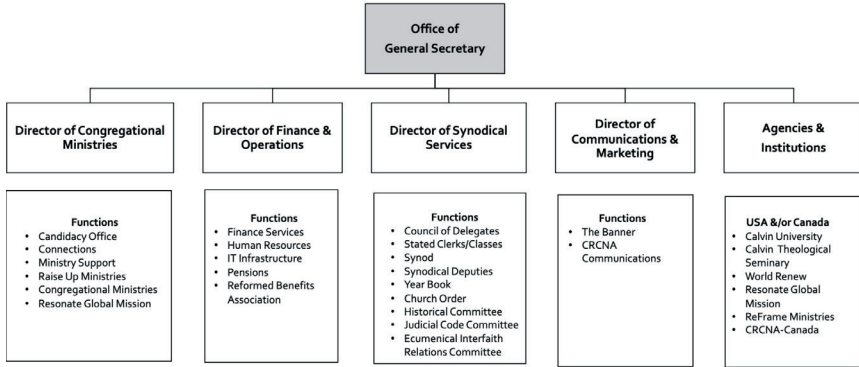 Office of
General Secretary
Director of Congregational
Ministries
Director of Finance &
Operations
Director of Synodical
Services
Director of
Communications &
Marketing
Agencies &
Institutions
Functions
• Candidacy Office
• Connections
• Ministry Support
• Raise Up Ministries
• Congregational Ministries
• Resonate Global Mission
Functions
• Finance Services
• Human Resources
• IT Infrastructure
• Pensions
• Reformed Benefits
Association
Functions
• Council of Delegates
• Stated Clerks/Classes
• Synod
• Synodical Deputies
• Year Book
• Church Order
• Historical Committee
• Judicial Code Committee
• Ecumenical Interfaith
Relations Committee
Functions
• The Banner
• CRCNA
Communications
USA &/or Canada
• Calvin University
• Calvin Theological
Seminary
• World Renew
• Resonate Global
Mission
• ReFrame Ministries
• CRCNA-Canada